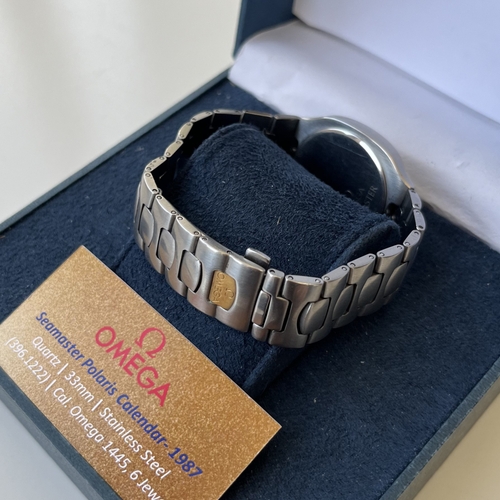 Ω
OMEGA
Seamaster Polaris Calendar- 1987
Quartz | 33mm | Stainless Steel
(396.1222) | Cal. Omega 1445, 6 Jew